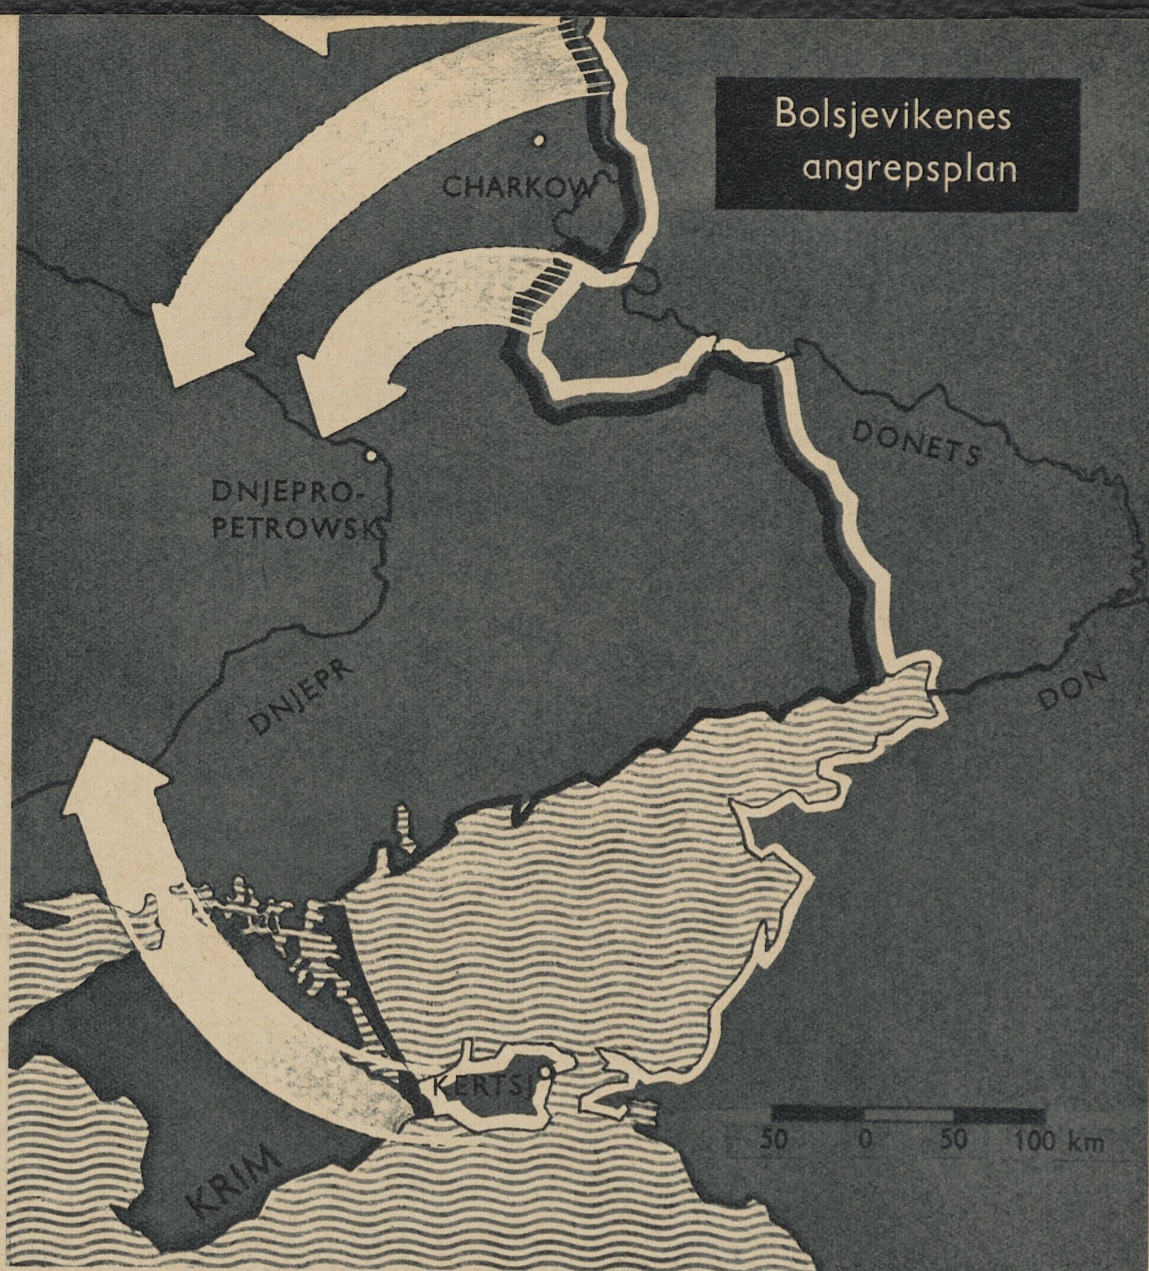 Bolsjevikenes
angrepsplan
CHARKOW
DONETS
DNJEPRO-
PETROWSK
DNJEPR
DON
KERTSJ
50 0 50 100 km
KRIM